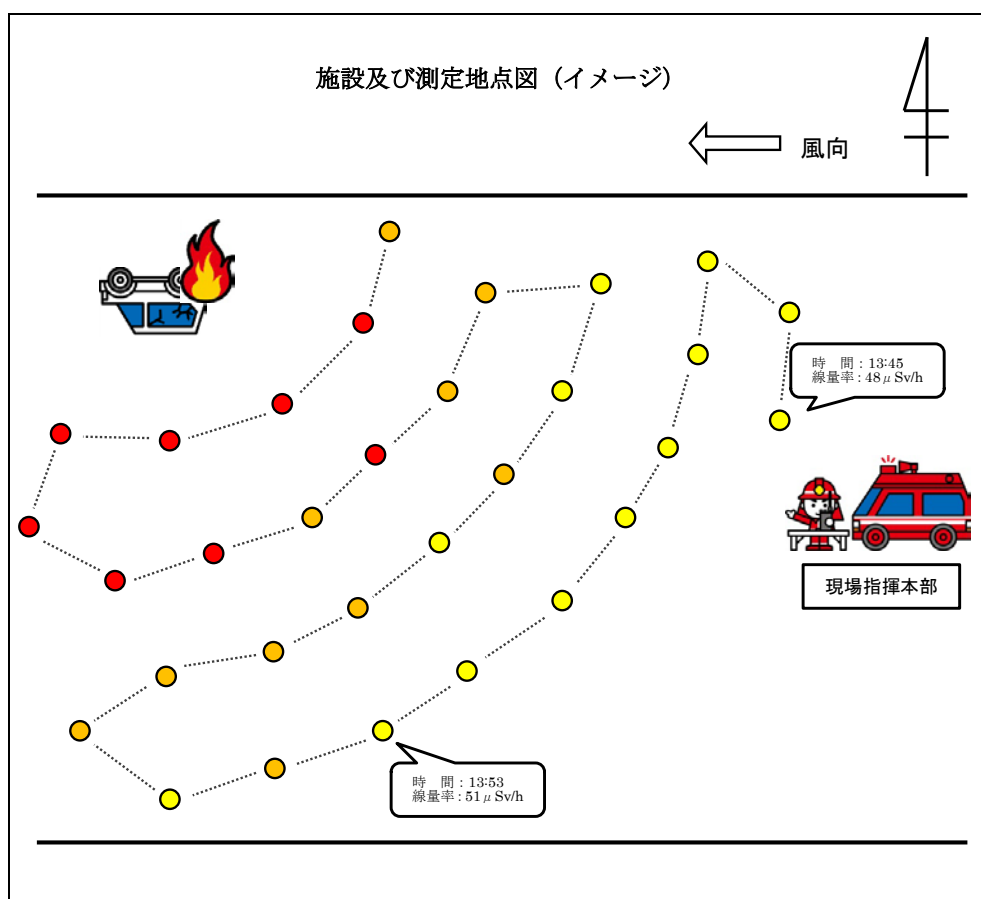 施設及び測定地点図（イメージ）
風向
時　間：13:45
線量率：48μSv/h
現場指揮本部
時　間：13:53
線量率：51μSv/h